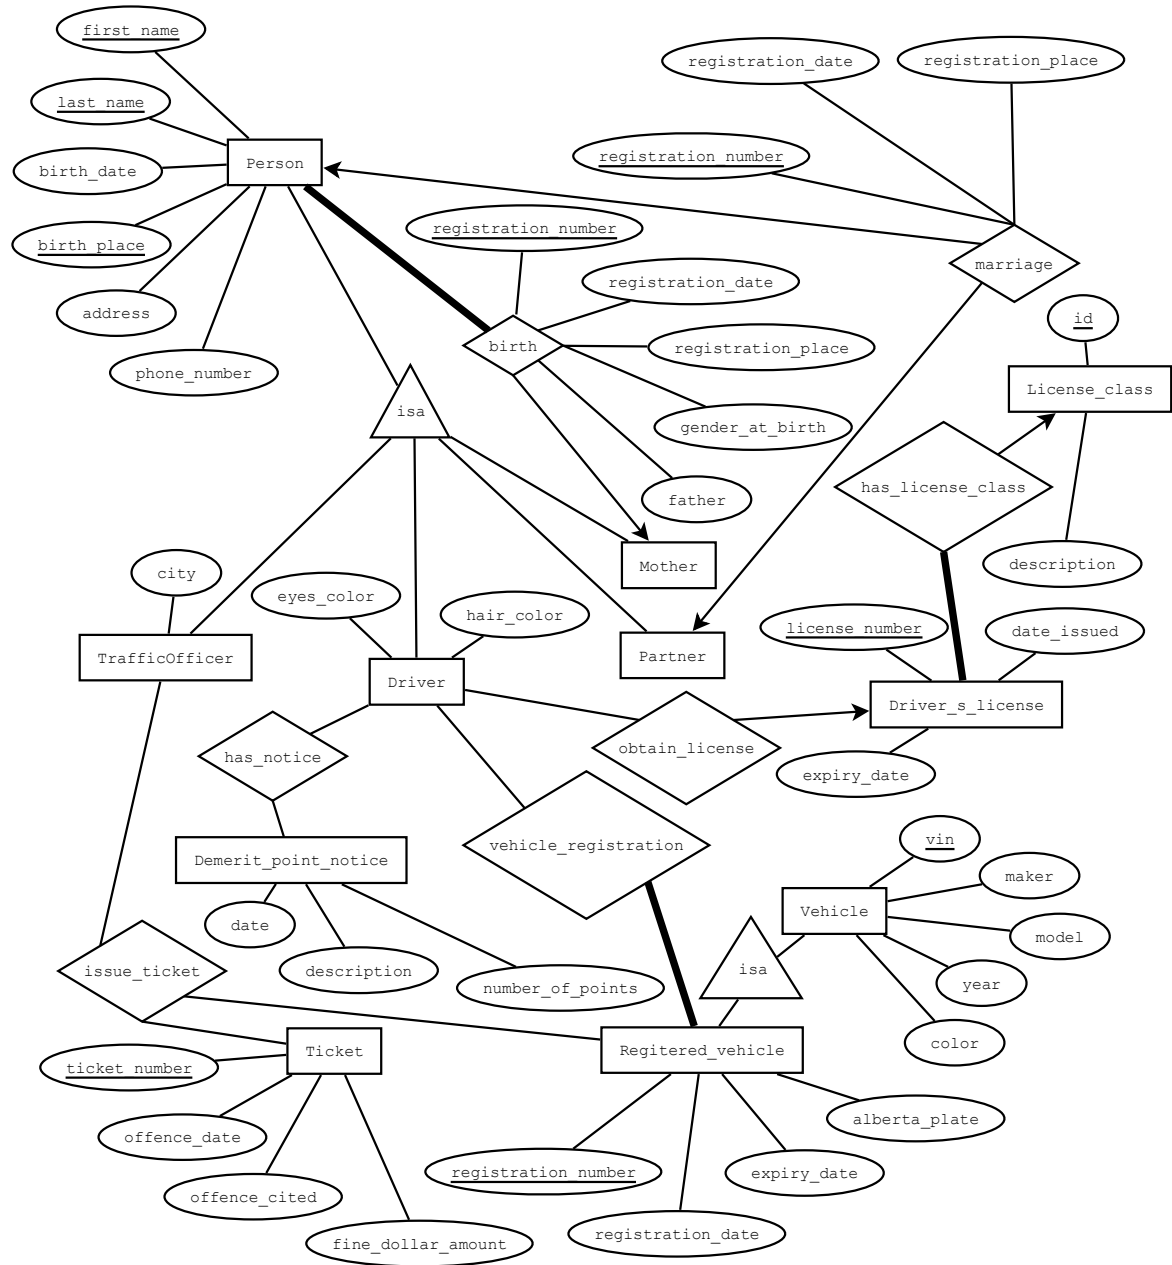 first_name
registration_date
registration_place
last_name
registration_number
Person
birth_date
registration_number
birth_place
marriage
registration_date
address
id
birth
registration_place
phone_number
License_class
isa
gender_at_birth
has_license_class
father
description
Mother
city
eyes_color
hair_color
license_number
date_issued
TrafficOfficer
Partner
Driver
Driver_s_license
has_notice
obtain_license
expiry_date
vehicle_registration
vin
Demerit_point_notice
maker
Vehicle
date
model
issue_ticket
description
isa
year
number_of_points
color
Ticket
Regitered_vehicle
ticket_number
alberta_plate
offence_date
registration_number
expiry_date
offence_cited
registration_date
fine_dollar_amount